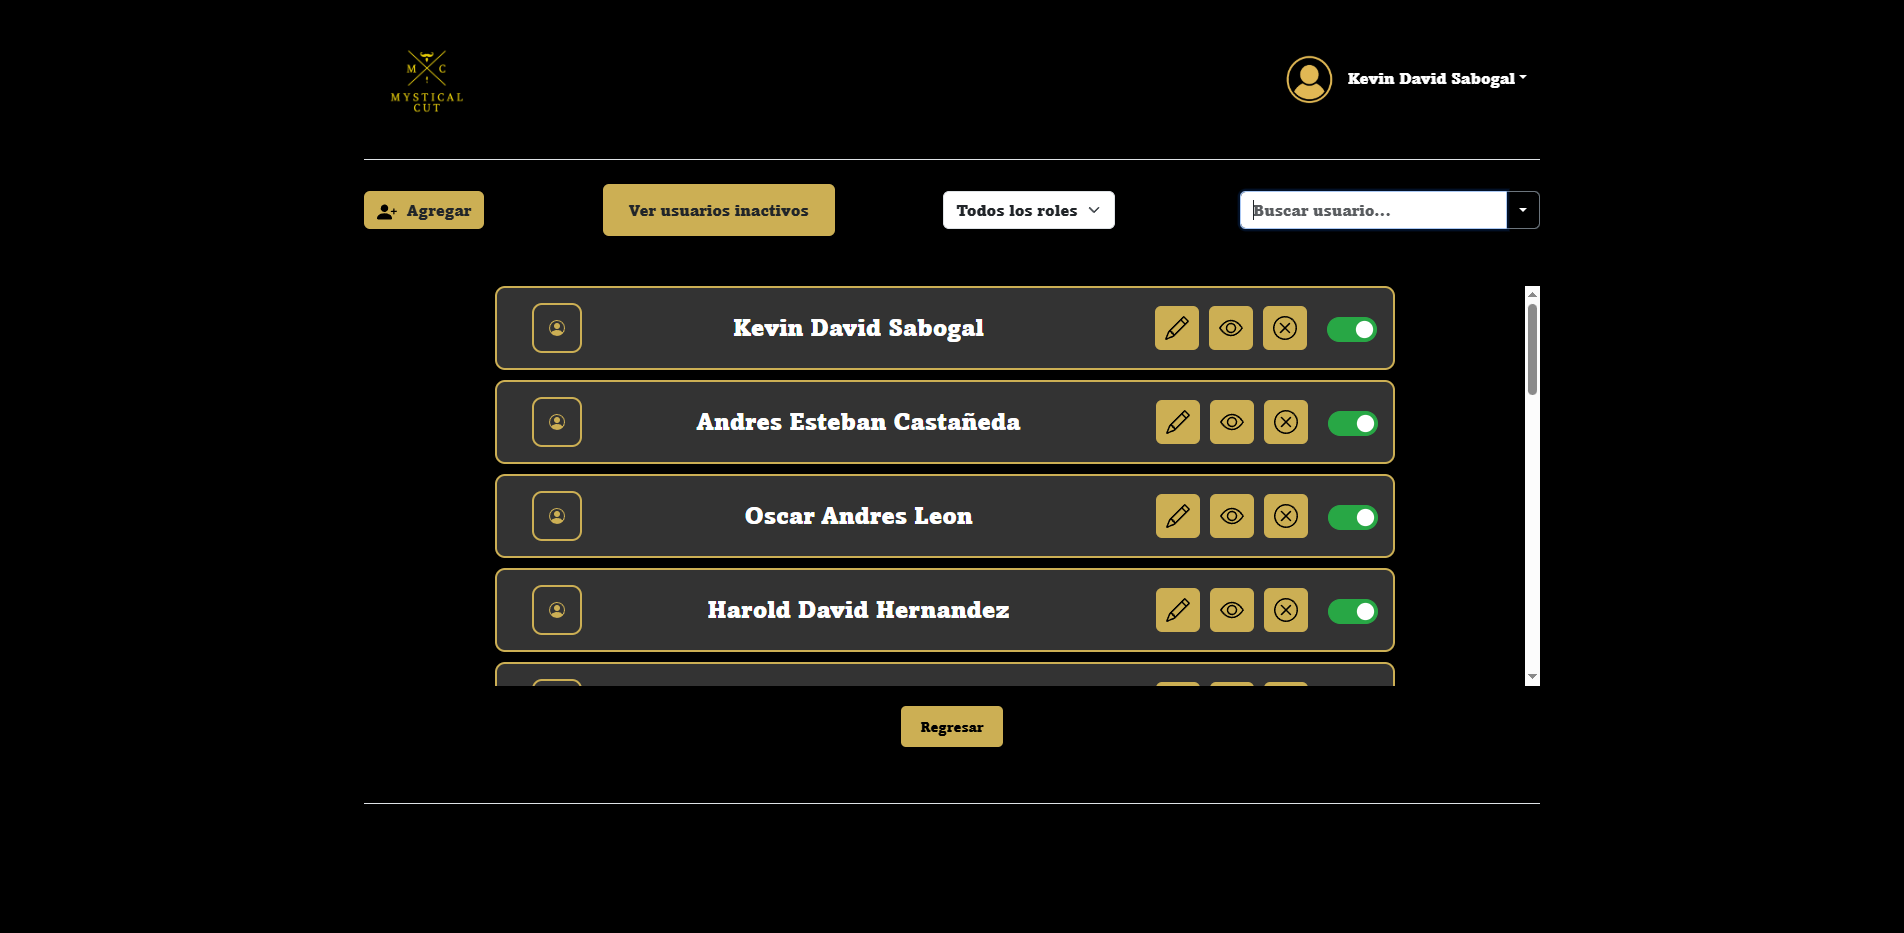 M C
MYSTICAL
CUT
Kevin David Sabogal
Agregar
Ver usuarios inactivos
Todos los roles
Buscar usuario...
Kevin David Sabogal
Andres Esteban Castañeda
Oscar Andres Leon
Harold David Hernandez
Regresar